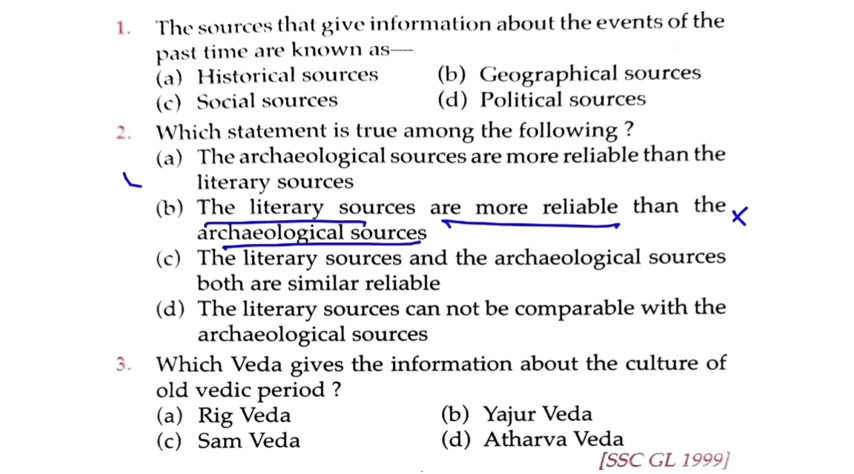 1. The sources that give information about the events of the
past time are known as—
(a) Historical sources (b) Geographical sources
(c) Social sources (d) Political sources
2. Which statement is true among the following ?
(a) The archaeological sources are more reliable than the
literary sources
(b) The literary sources are more reliable than the
archaeological sources
(c) The literary sources and the archaeological sources
both are similar reliable
(d) The literary sources can not be comparable with the
archaeological sources
3. Which Veda gives the information about the culture of
old vedic period ?
(a) Rig Veda (b) Yajur Veda
(c) Sam Veda (d) Atharva Veda
[SSC GL 1999]